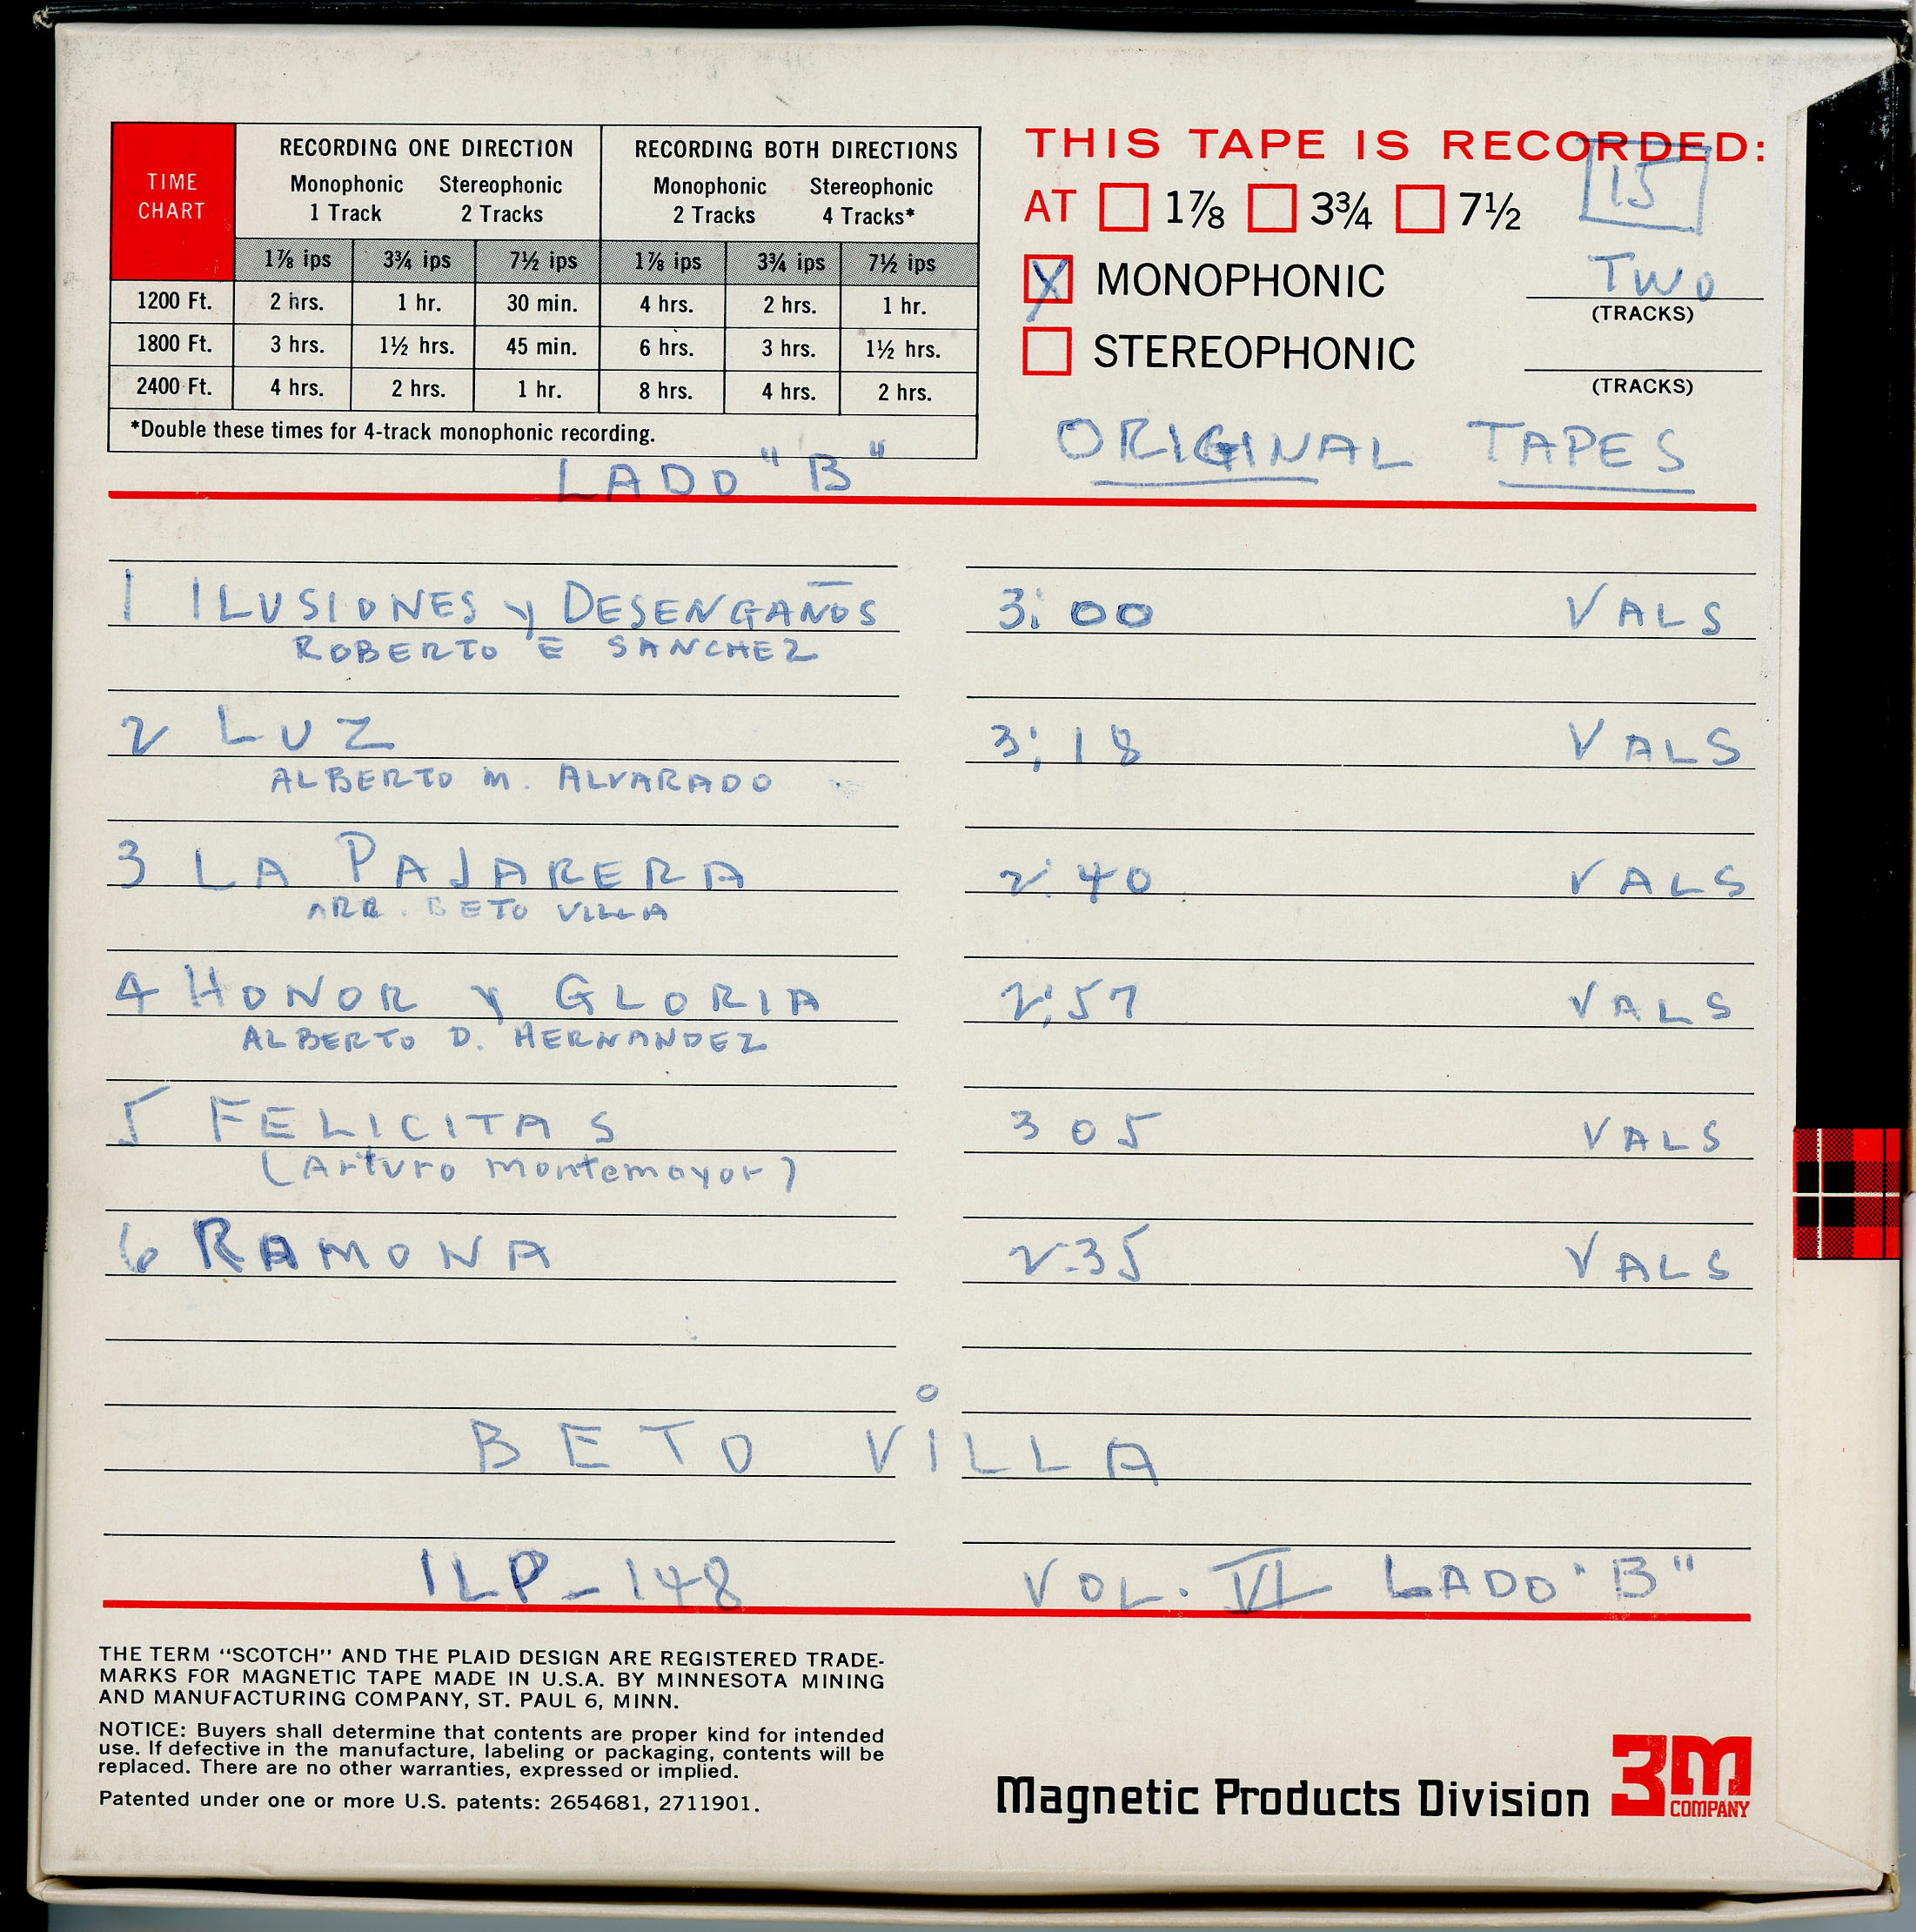 TIME CHART
RECORDING ONE DIRECTION RECORDING BOTH DIRECTIONS
Monophonic 1 Track Stereophonic 2 Tracks Monophonic 2 Tracks Stereophonic 4 Tracks*
1⅞ ips 3¾ ips 7½ ips 1⅞ ips 3¾ ips 7½ ips
1200 Ft. 2 hrs. 1 hr. 30 min. 4 hrs. 2 hrs. 1 hr.
1800 Ft. 3 hrs. 1½ hrs. 45 min. 6 hrs. 3 hrs. 1½ hrs.
2400 Ft. 4 hrs. 2 hrs. 1 hr. 8 hrs. 4 hrs. 2 hrs.
*Double these times for 4-track monophonic recording.
THIS TAPE IS RECORDED:
AT 1⅞ 3¾ 7½ 15
X MONOPHONIC TWO
(TRACKS)
STEREOPHONIC
(TRACKS)
ORIGINAL TAPES
LADO "B"
1 ILUSIONES y DESENGAÑOS 3:00 VALS
ROBERTO E SANCHEZ
2 LUZ 3:18 VALS
ALBERTO M. ALVARADO
3 LA PAJARERA 2:40 VALS
ARR. BETO VILLA
4 HONOR Y GLORIA 2:57 VALS
ALBERTO D. HERNANDEZ
5 FELICITAS 3 05 VALS
(Arturo Montemayor)
6 RAMONA 2:35 VALS
BETO VILLA
ILP-148 VOL. VI LADO "B"
THE TERM "SCOTCH" AND THE PLAID DESIGN ARE REGISTERED TRADE-
MARKS FOR MAGNETIC TAPE MADE IN U.S.A. BY MINNESOTA MINING
AND MANUFACTURING COMPANY, ST. PAUL 6, MINN.
NOTICE: Buyers shall determine that contents are proper kind for intended
use. If defective in the manufacture, labeling or packaging, contents will be
replaced. There are no other warranties, expressed or implied.
Patented under one or more U.S. patents: 2654681, 2711901.
Magnetic Products Division 3M COMPANY